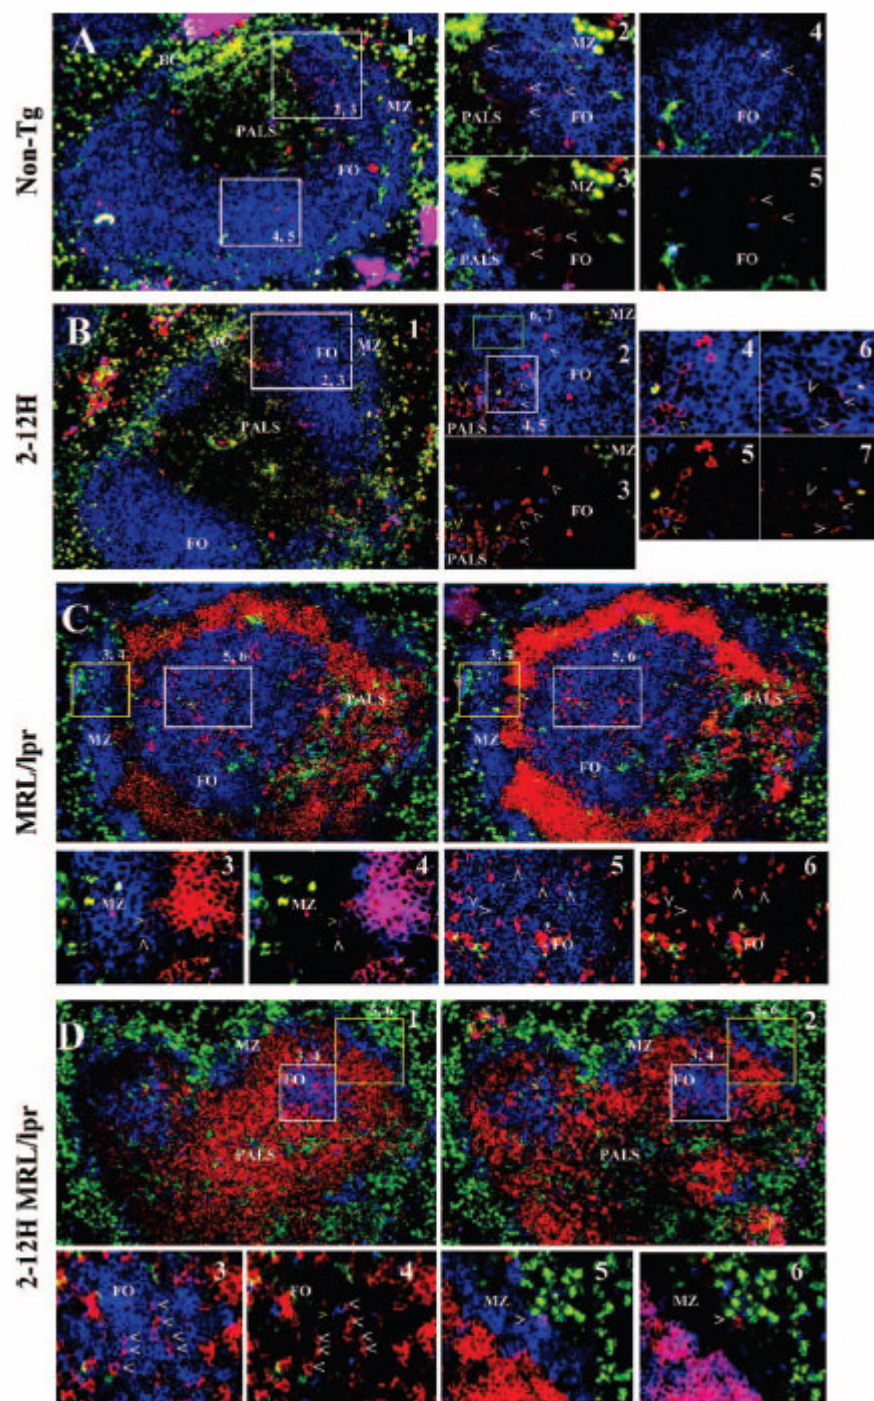 Non-Tg
A
1
BC
2, 3
MZ
PALS
FO
4, 5
2
MZ
PALS
FO
3
MZ
PALS
FO
4
FO
5
FO
2-12H
B
1
FO
MZ
2, 3
PALS
FO
6, 7
MZ
2
FO
4, 5
PALS
3
MZ
FO
PALS
4
6
5
7
MRL/lpr
C
3, 4
5, 6
PALS
MZ
FO
3, 4
5, 6
PALS
MZ
FO
3
MZ
4
MZ
5
FO
6
FO
2-12H MRL/lpr
D
5, 6
1
MZ
3, 4
FO
PALS
5, 6
2
MZ
3, 4
FO
PALS
3
FO
4
FO
5
MZ
6
MZ